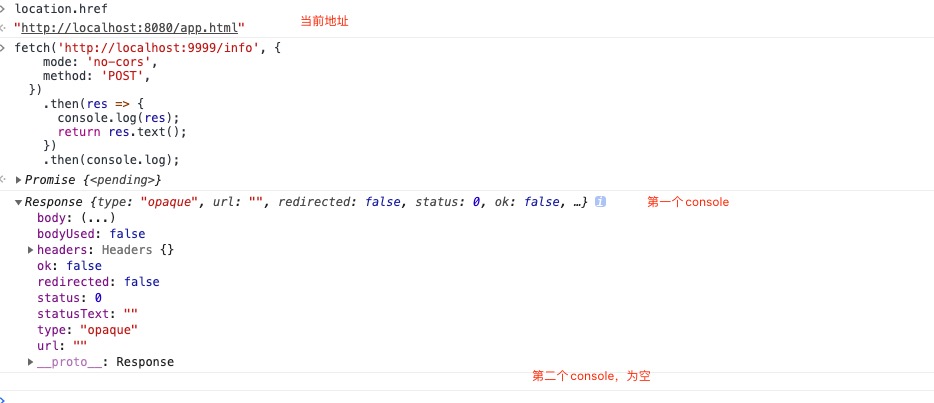 location.href
当前地址
"http://localhost:8080/app.html"
fetch('http://localhost:9999/info', {
mode: 'no-cors',
method: 'POST',
})
.then(res => {
console.log(res);
return res.text();
})
.then(console.log);
Promise {<pending>}
Response {type: "opaque", url: "", redirected: false, status: 0, ok: false, …} i
第一个console
body: (...)
bodyUsed: false
headers: Headers {}
ok: false
redirected: false
status: 0
statusText: ""
type: "opaque"
url: ""
__proto__: Response
第二个console，为空